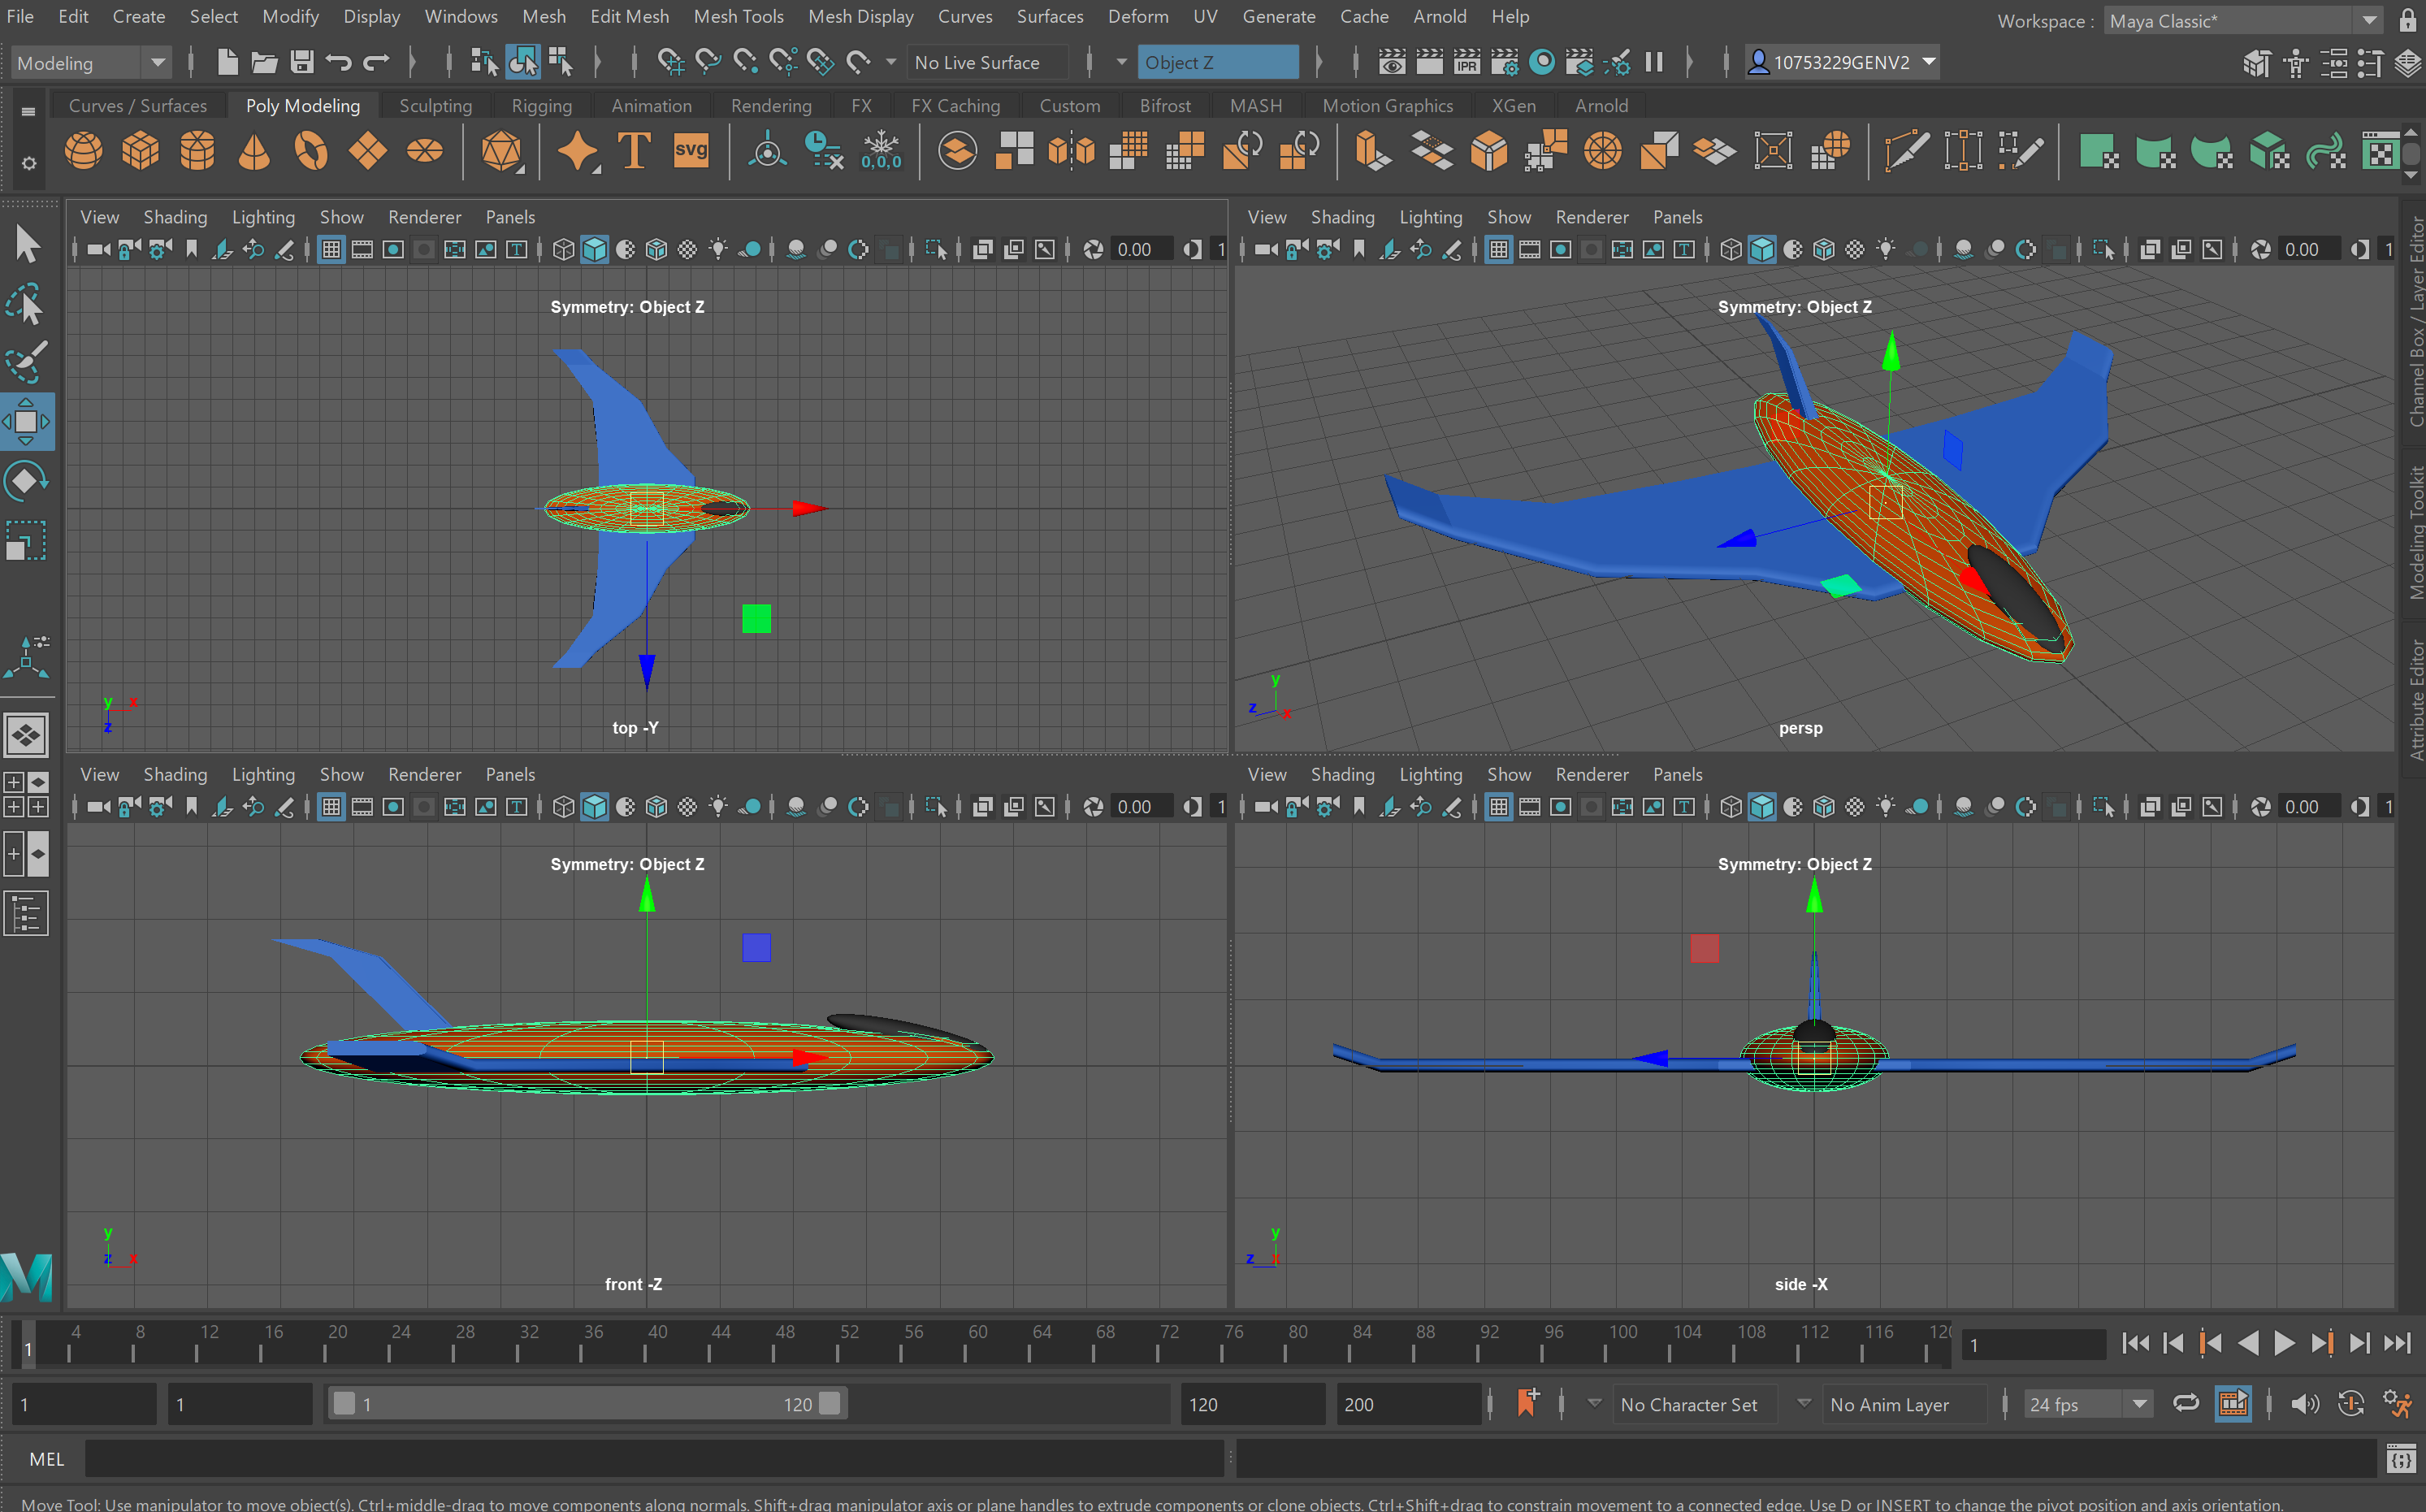 File Edit Create Select Modify Display Windows Mesh Edit Mesh Mesh Tools Mesh Display Curves Surfaces Deform UV Generate Cache Arnold Help Workspace : Maya Classic*
Modeling No Live Surface Object Z IPR 10753229GENV2
Curves / Surfaces Poly Modeling Sculpting Rigging Animation Rendering FX FX Caching Custom Bifrost MASH Motion Graphics XGen Arnold
T svg 0,0,0
View Shading Lighting Show Renderer Panels
T 0.00 1
Symmetry: Object Z
y x
z
top -Y
View Shading Lighting Show Renderer Panels
T 0.00 1
Symmetry: Object Z
y
z x
persp
Channel Box / Layer Editor
Modeling Toolkit
Attribute Editor
View Shading Lighting Show Renderer Panels
T 0.00 1
Symmetry: Object Z
y
z x
front -Z
View Shading Lighting Show Renderer Panels
T 0.00 1
Symmetry: Object Z
y
z x
side -X
M
1 4 8 12 16 20 24 28 32 36 40 44 48 52 56 60 64 68 72 76 80 84 88 92 96 100 104 108 112 116 120 1
1 1 1 120 120 200 No Character Set No Anim Layer 24 fps
MEL
Move Tool: Use manipulator to move object(s). Ctrl+middle-drag to move components along normals. Shift+drag manipulator axis or plane handles to extrude components or clone objects. Ctrl+Shift+drag to constrain movement to a connected edge. Use D or INSERT to change the pivot position and axis orientation.